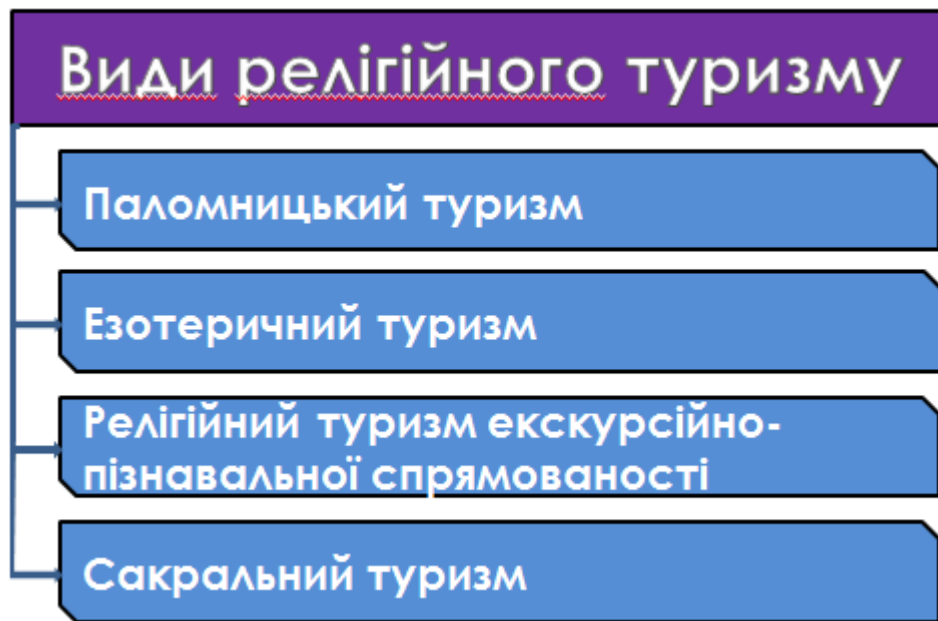 Види релігійного туризму
Паломницький туризм
Езотеричний туризм
Релігійний туризм екскурсійно-
пізнавальної спрямованості
Сакральний туризм